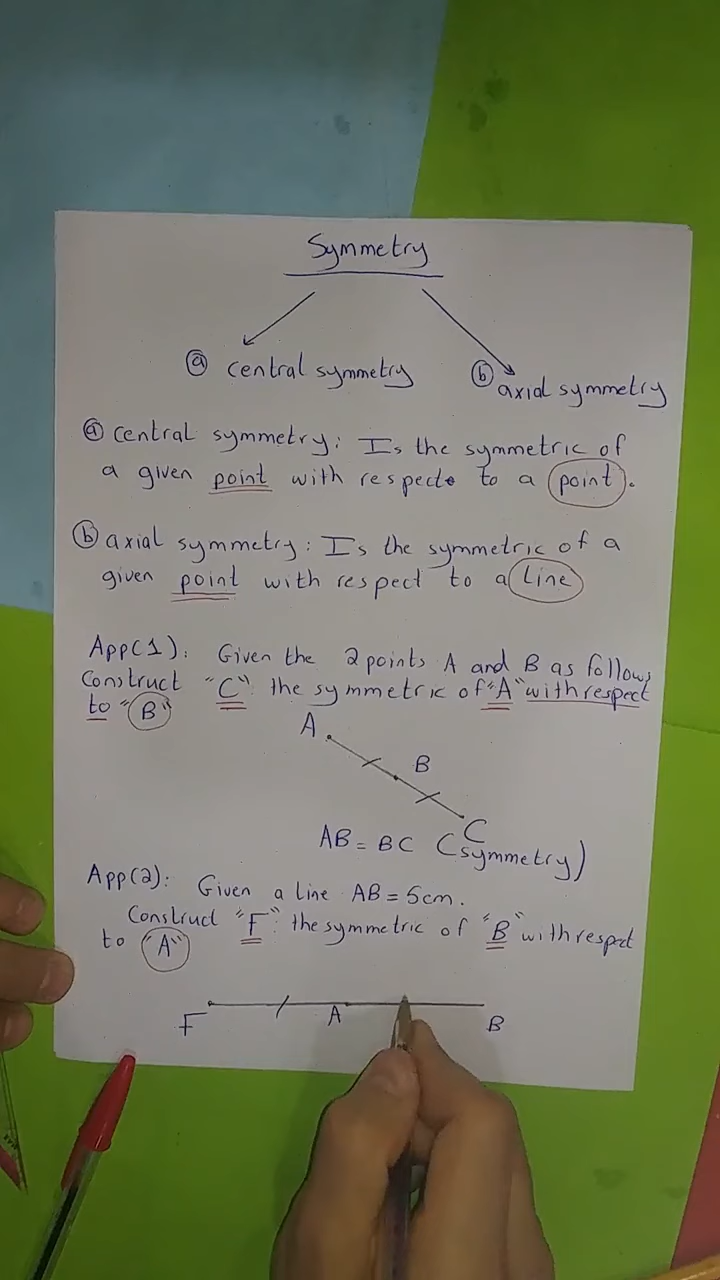 Symmetry
ⓐ central symmetry
ⓑ axial symmetry
ⓐ central symmetry: Is the symmetric of
a given point with respecte to a point.
ⓑ axial symmetry: Is the symmetric of a
given point with respect to a line
App(1): Given the 2 points A and B as follows
Construct "C": the symmetric of "A" with respect
to "B"
A
B
C
AB = BC (symmetry)
App(2): Given a line AB = 5cm.
Construct "F": the symmetric of "B" with respect
to "A"
F A B